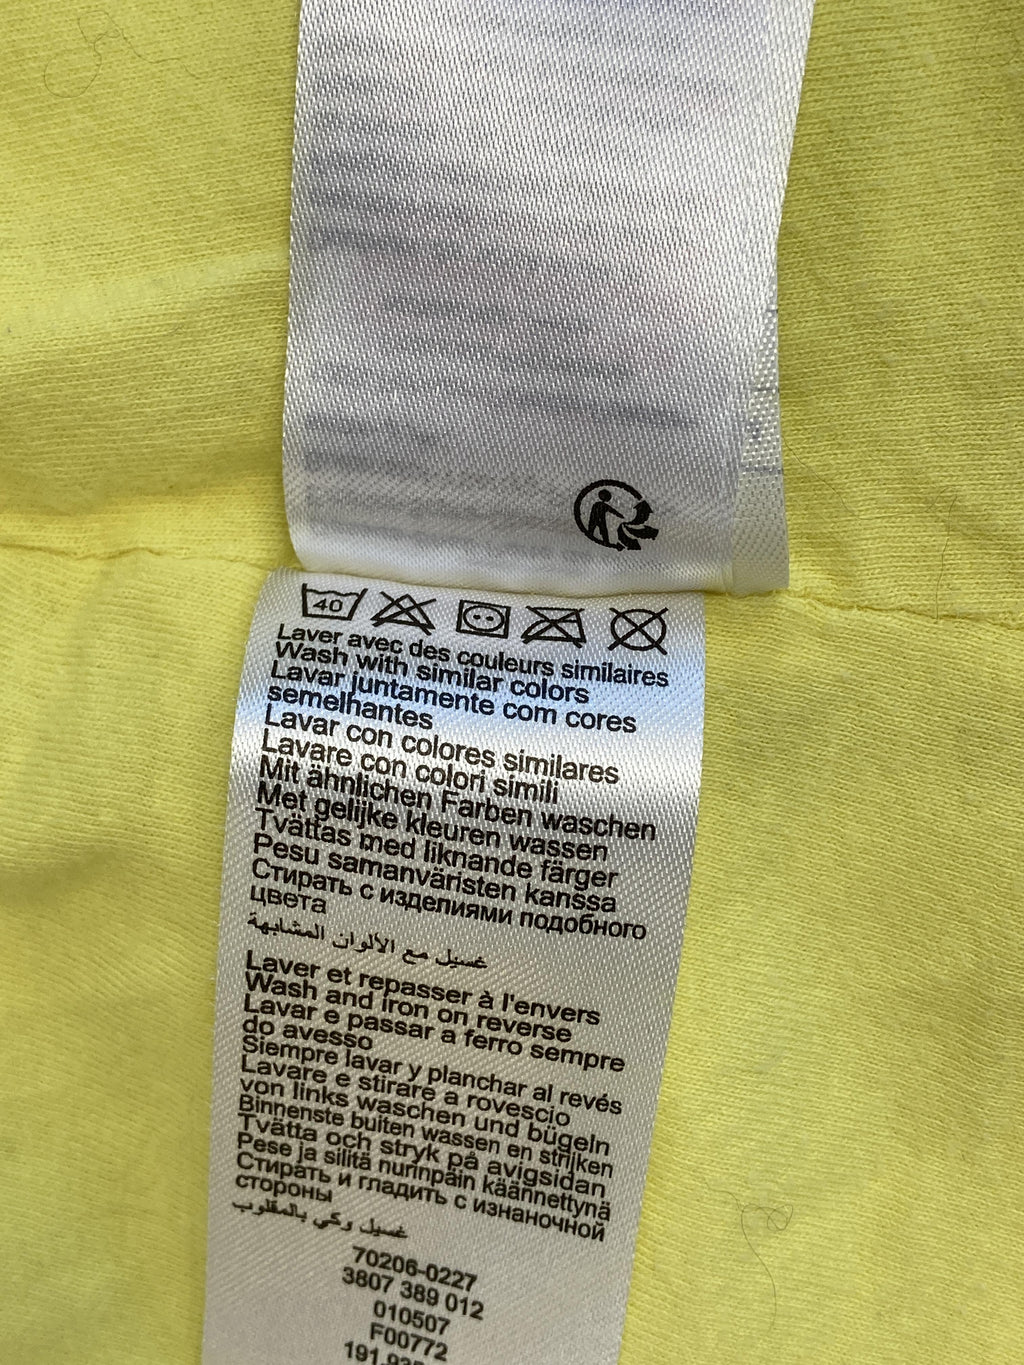 40
Laver avec des couleurs similaires
Wash with similar colors
Lavar juntamente com cores
semelhantes
Lavar con colores similares
Lavare con colori simili
Mit ähnlichen Farben waschen
Met gelijke kleuren wassen
Tvättas med liknande färger
Pesu samanväristen kanssa
Стирать с изделиями подобного
цвета
غسيل مع الألوان المشابهة
Laver et repasser à l'envers
Wash and iron on reverse
Lavar e passar a ferro sempre
do avesso
Siempre lavar y planchar al revés
Lavare e stirare a rovescio
von links waschen und bügeln
Binnenste buiten wassen en strijken
Tvätta och stryk på avigsidan
Pese ja silitä nurinpäin käännettynä
Стирать и гладить с изнаночной
стороны
غسيل وكي بالمقلوب
70206-0227
3807 389 012
010507
F00772